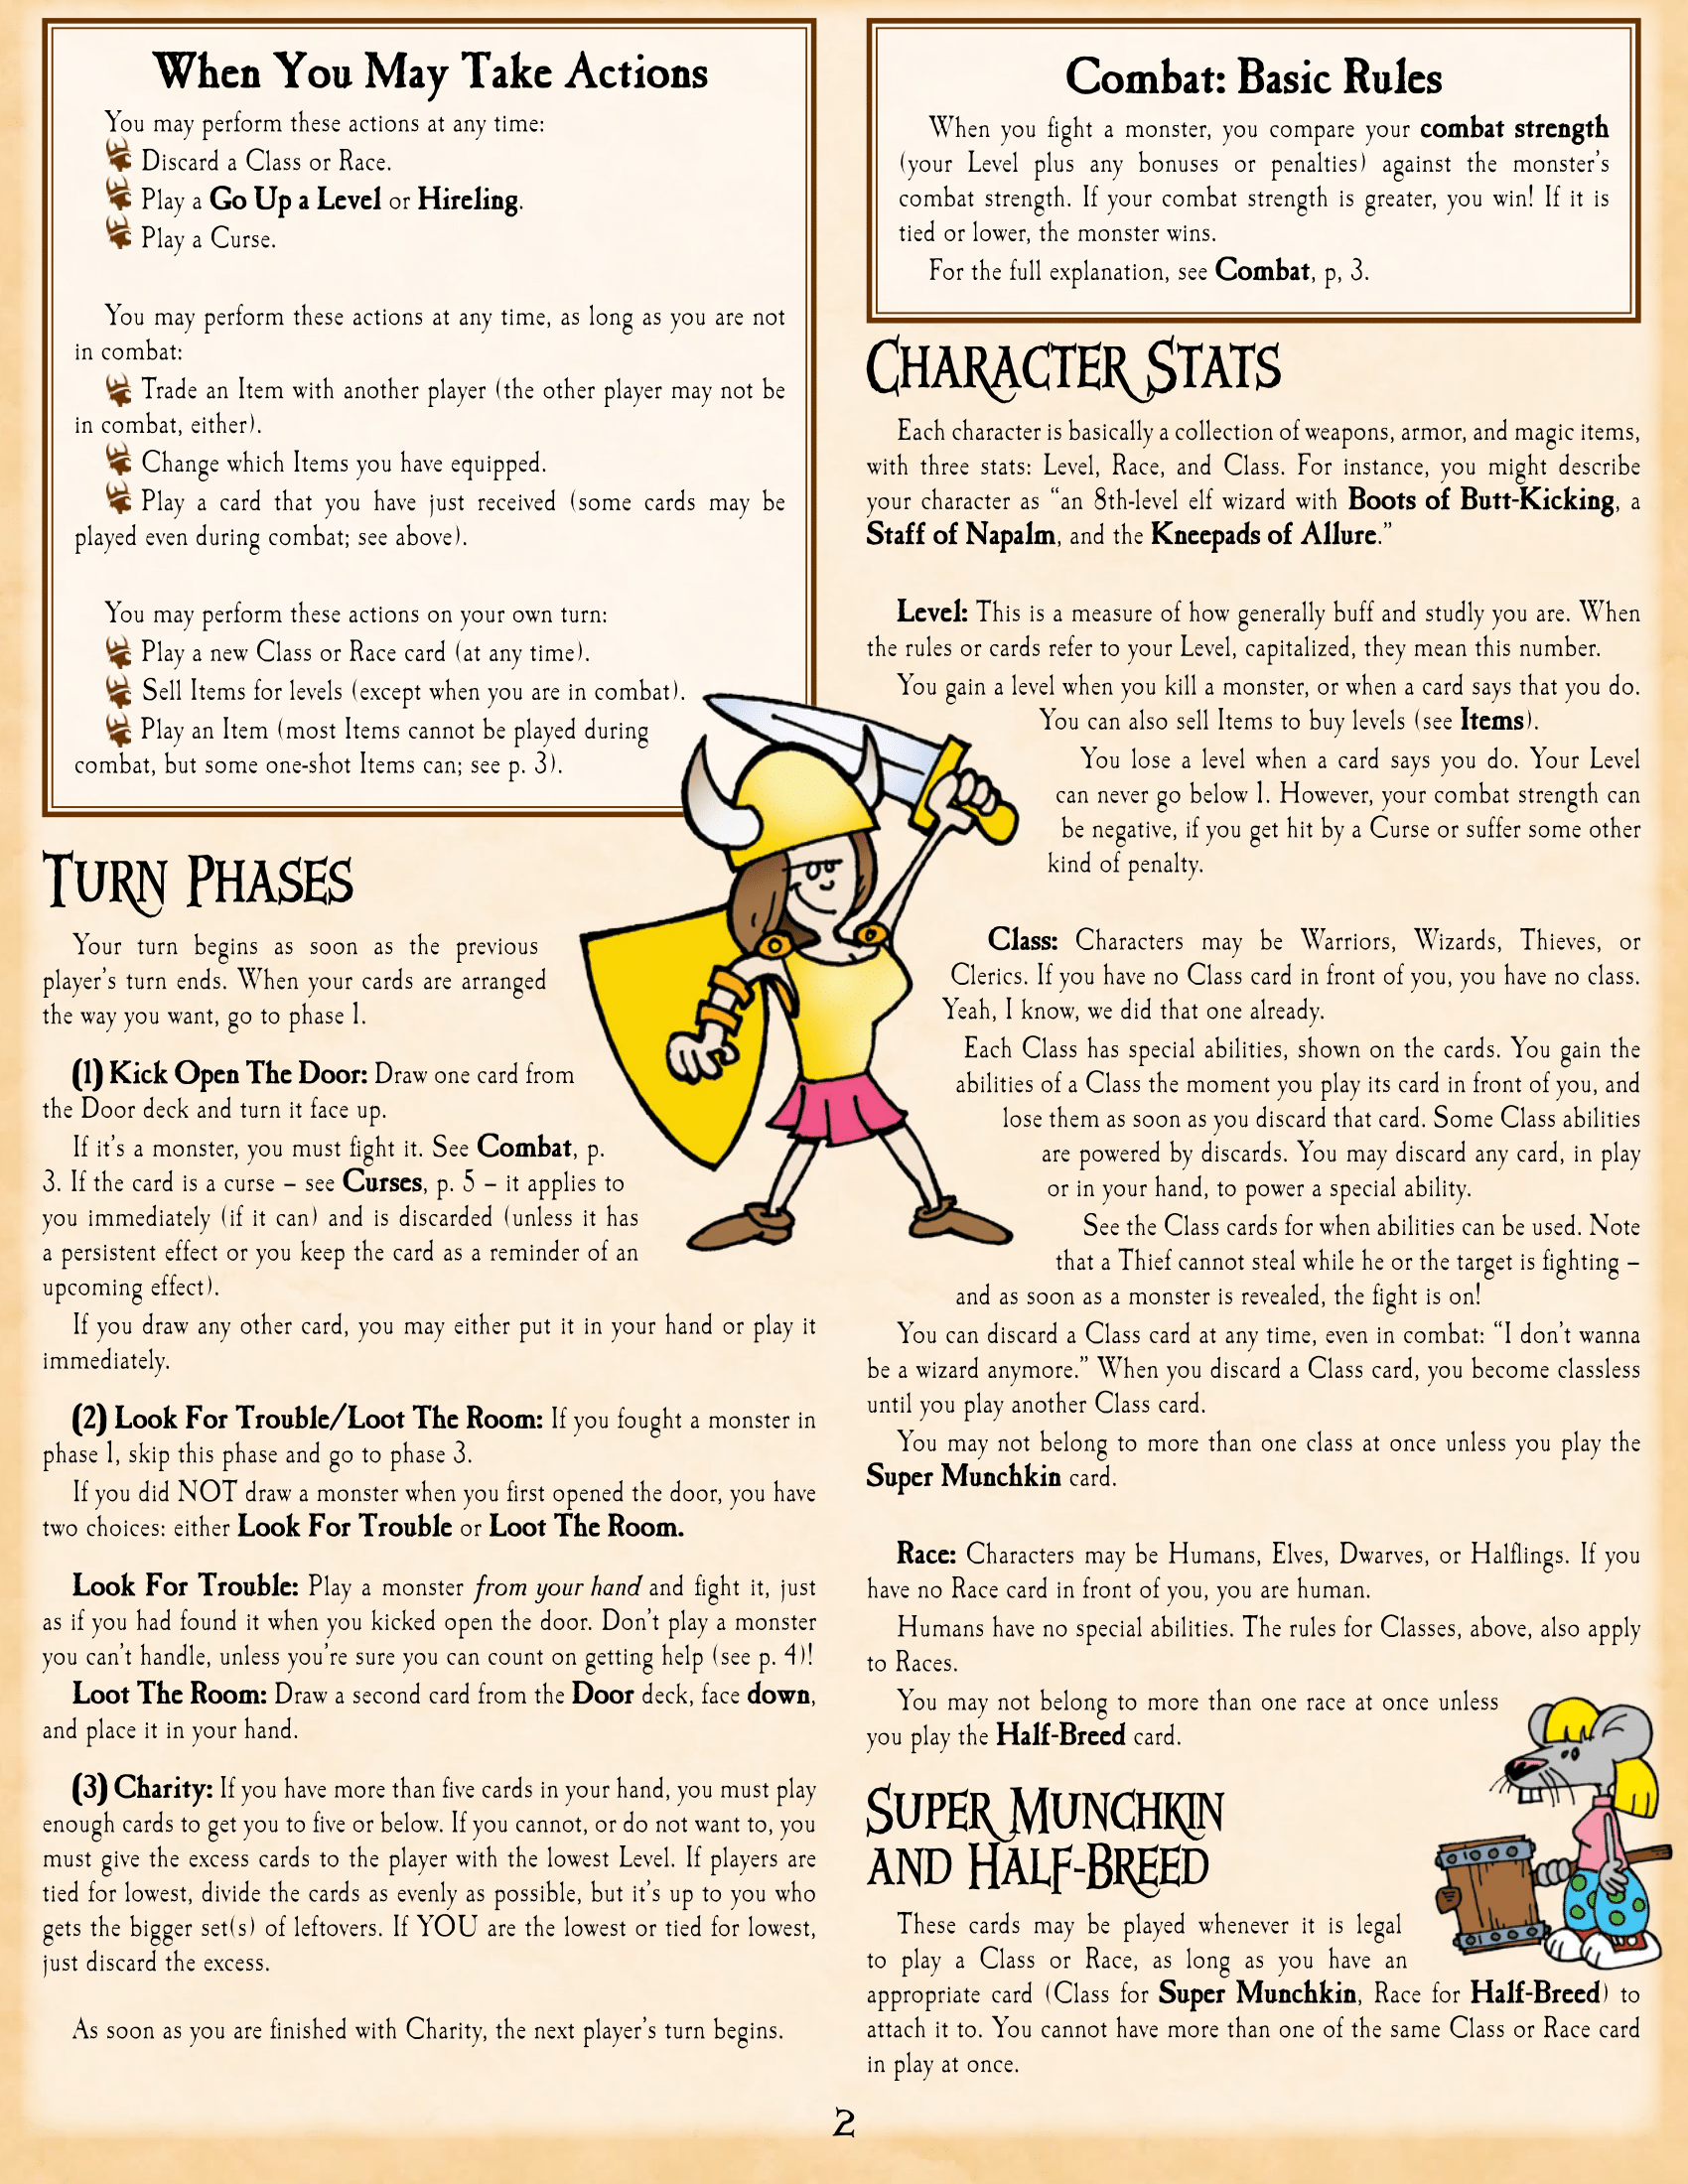 When You May Take Actions
You may perform these actions at any time:
Discard a Class or Race.
Play a Go Up a Level or Hireling.
Play a Curse.
You may perform these actions at any time, as long as you are not
in combat:
Trade an Item with another player (the other player may not be
in combat, either).
Change which Items you have equipped.
Play a card that you have just received (some cards may be
played even during combat; see above).
You may perform these actions on your own turn:
Play a new Class or Race card (at any time).
Sell Items for levels (except when you are in combat).
Play an Item (most Items cannot be played during
combat, but some one-shot Items can; see p. 3).
Turn Phases
Your turn begins as soon as the previous
player's turn ends. When your cards are arranged
the way you want, go to phase 1.
(1) Kick Open The Door: Draw one card from
the Door deck and turn it face up.
If it's a monster, you must fight it. See Combat, p.
3. If the card is a curse – see Curses, p. 5 – it applies to
you immediately (if it can) and is discarded (unless it has
a persistent effect or you keep the card as a reminder of an
upcoming effect).
If you draw any other card, you may either put it in your hand or play it
immediately.
(2) Look For Trouble/Loot The Room: If you fought a monster in
phase 1, skip this phase and go to phase 3.
If you did NOT draw a monster when you first opened the door, you have
two choices: either Look For Trouble or Loot The Room.
Look For Trouble: Play a monster from your hand and fight it, just
as if you had found it when you kicked open the door. Don't play a monster
you can't handle, unless you're sure you can count on getting help (see p. 4)!
Loot The Room: Draw a second card from the Door deck, face down,
and place it in your hand.
(3) Charity: If you have more than five cards in your hand, you must play
enough cards to get you to five or below. If you cannot, or do not want to, you
must give the excess cards to the player with the lowest Level. If players are
tied for lowest, divide the cards as evenly as possible, but it's up to you who
gets the bigger set(s) of leftovers. If YOU are the lowest or tied for lowest,
just discard the excess.
As soon as you are finished with Charity, the next player's turn begins.
Combat: Basic Rules
When you fight a monster, you compare your combat strength
(your Level plus any bonuses or penalties) against the monster's
combat strength. If your combat strength is greater, you win! If it is
tied or lower, the monster wins.
For the full explanation, see Combat, p, 3.
Character Stats
Each character is basically a collection of weapons, armor, and magic items,
with three stats: Level, Race, and Class. For instance, you might describe
your character as “an 8th-level elf wizard with Boots of Butt-Kicking, a
Staff of Napalm, and the Kneepads of Allure.”
Level: This is a measure of how generally buff and studly you are. When
the rules or cards refer to your Level, capitalized, they mean this number.
You gain a level when you kill a monster, or when a card says that you do.
You can also sell Items to buy levels (see Items).
You lose a level when a card says you do. Your Level
can never go below 1. However, your combat strength can
be negative, if you get hit by a Curse or suffer some other
kind of penalty.
Class: Characters may be Warriors, Wizards, Thieves, or
Clerics. If you have no Class card in front of you, you have no class.
Yeah, I know, we did that one already.
Each Class has special abilities, shown on the cards. You gain the
abilities of a Class the moment you play its card in front of you, and
lose them as soon as you discard that card. Some Class abilities
are powered by discards. You may discard any card, in play
or in your hand, to power a special ability.
See the Class cards for when abilities can be used. Note
that a Thief cannot steal while he or the target is fighting –
and as soon as a monster is revealed, the fight is on!
You can discard a Class card at any time, even in combat: “I don't wanna
be a wizard anymore.” When you discard a Class card, you become classless
until you play another Class card.
You may not belong to more than one class at once unless you play the
Super Munchkin card.
Race: Characters may be Humans, Elves, Dwarves, or Halflings. If you
have no Race card in front of you, you are human.
Humans have no special abilities. The rules for Classes, above, also apply
to Races.
You may not belong to more than one race at once unless
you play the Half-Breed card.
Super Munchkin
and Half-Breed
These cards may be played whenever it is legal
to play a Class or Race, as long as you have an
appropriate card (Class for Super Munchkin, Race for Half-Breed) to
attach it to. You cannot have more than one of the same Class or Race card
in play at once.
2